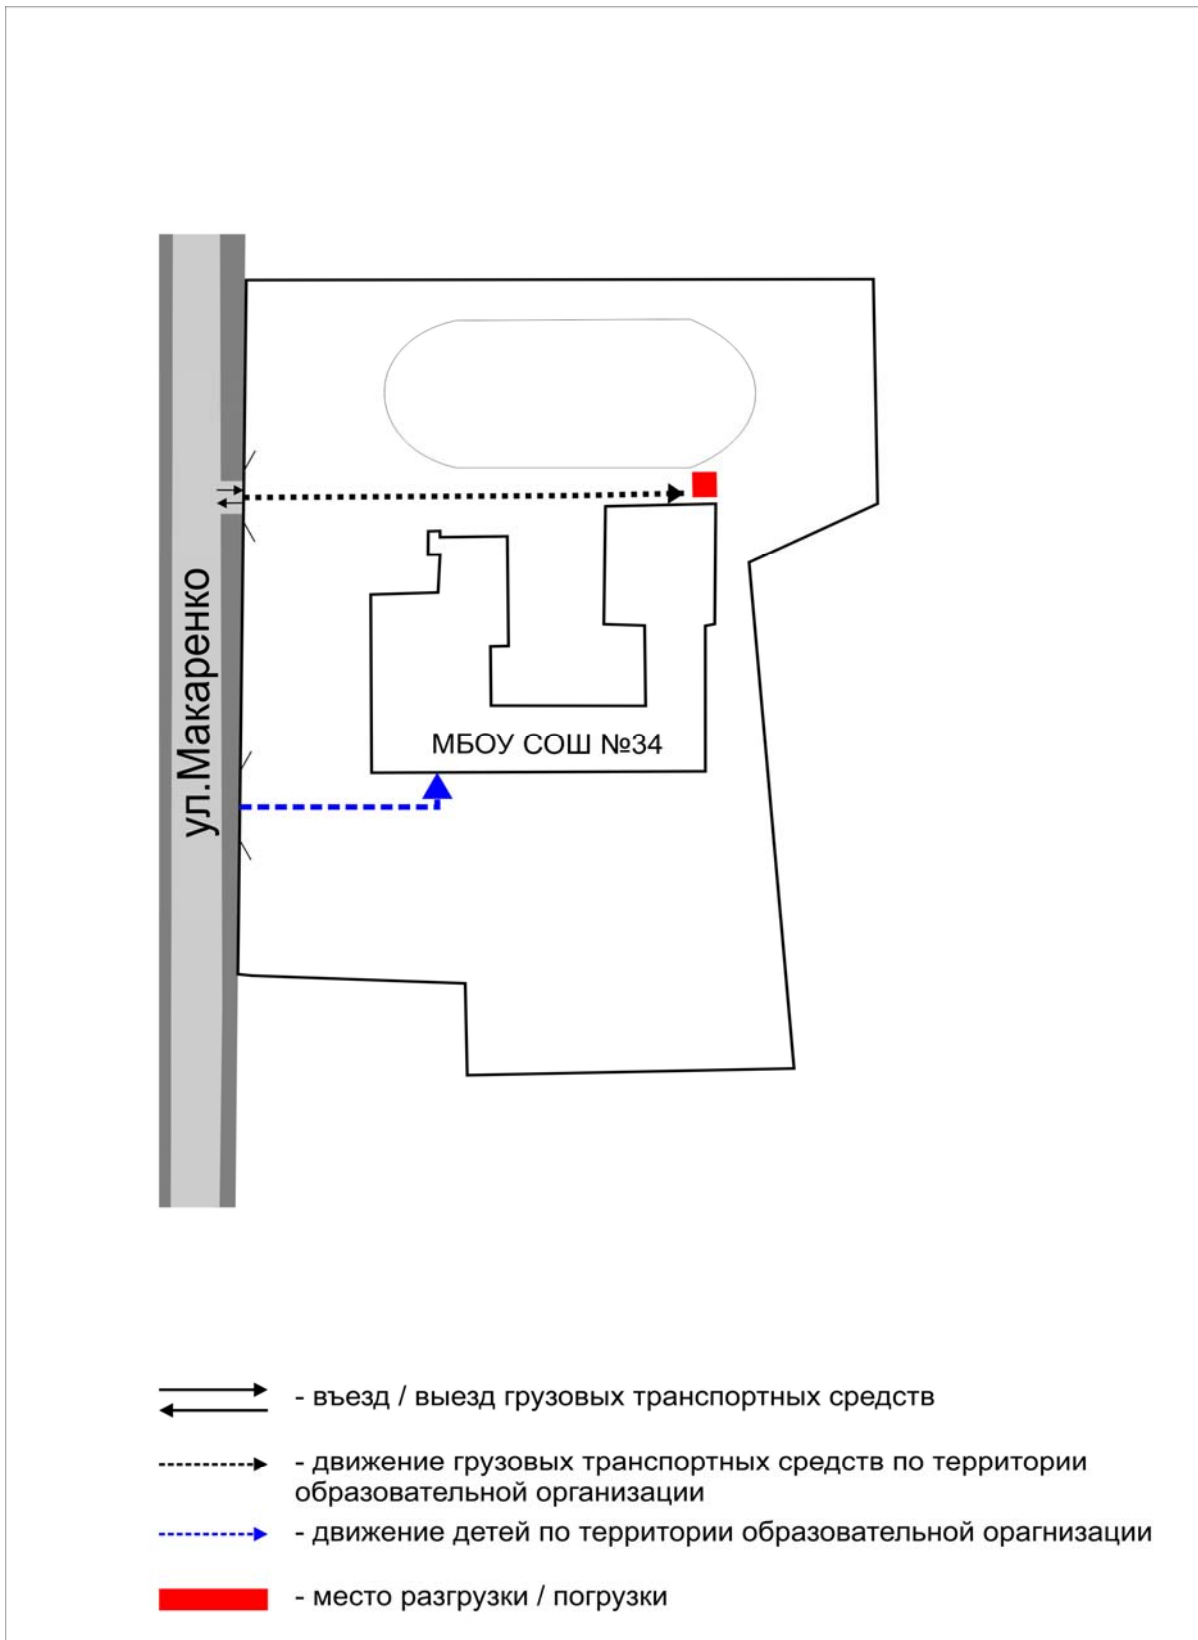 ул.Макаренко
МБОУ СОШ №34
- въезд / выезд грузовых транспортных средств
- движение грузовых транспортных средств по территории
образовательной организации
- движение детей по территории образовательной орагнизации
- место разгрузки / погрузки